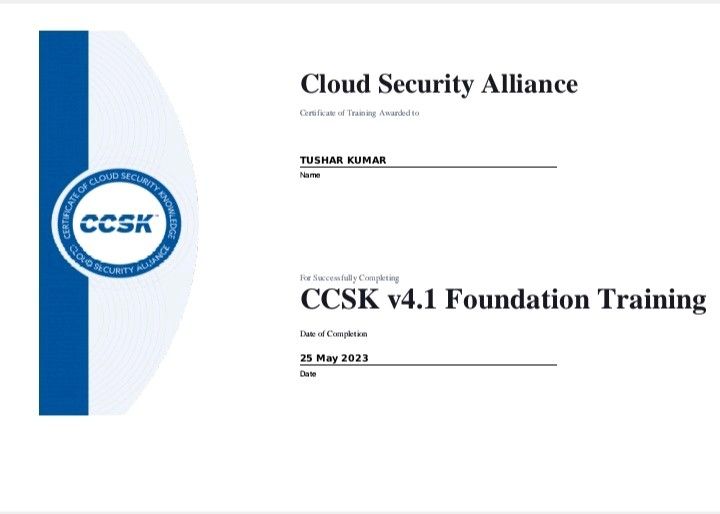 Cloud Security Alliance
Certificate of Training Awarded to
TUSHAR KUMAR
Name
CERTIFICATE OF CLOUD SECURITY KNOWLEDGE
CCSK™
CLOUD SECURITY ALLIANCE
For Successfully Completing
CCSK v4.1 Foundation Training
Date of Completion
25 May 2023
Date